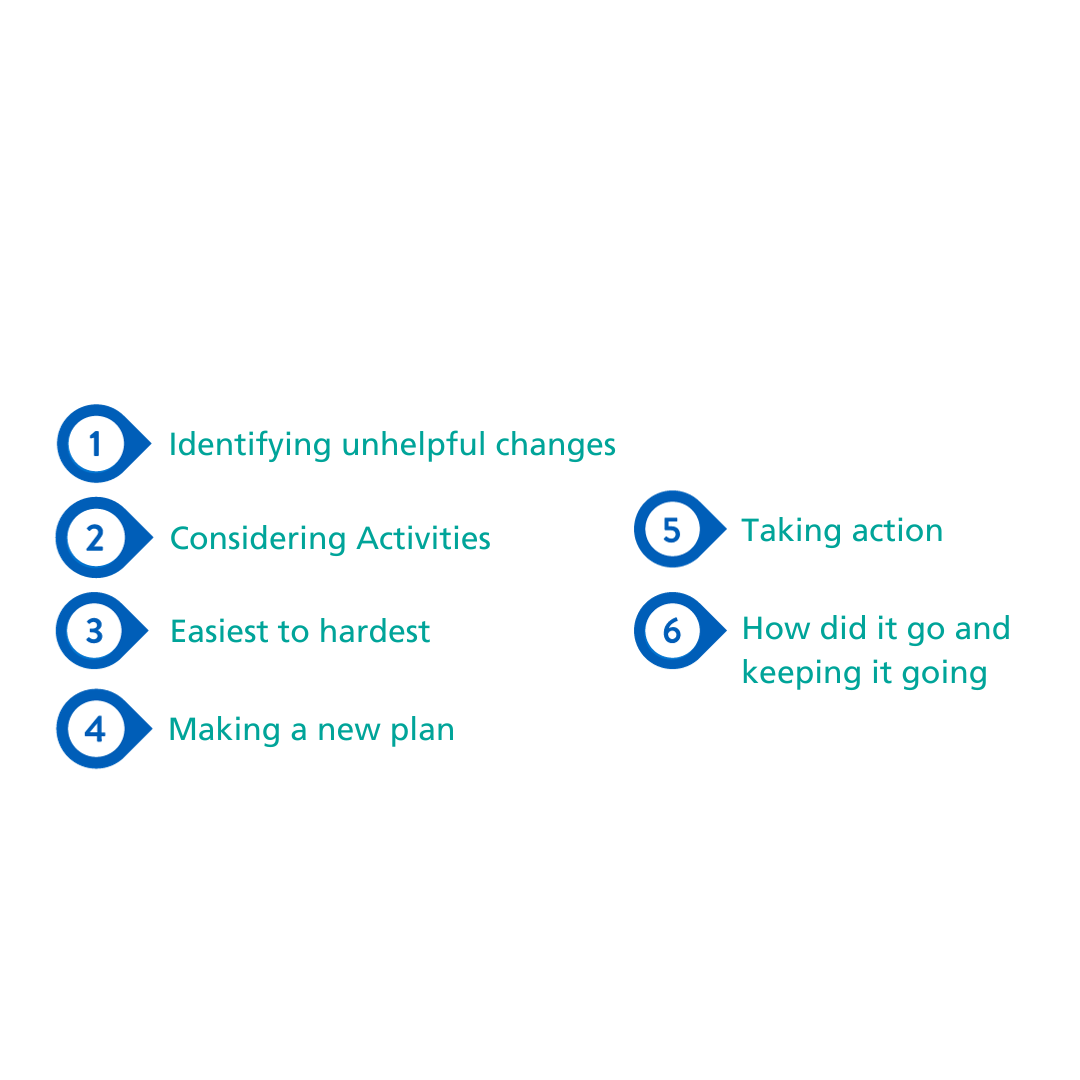 1 Identifying unhelpful changes
2 Considering Activities
3 Easiest to hardest
4 Making a new plan
5 Taking action
6 How did it go and
keeping it going